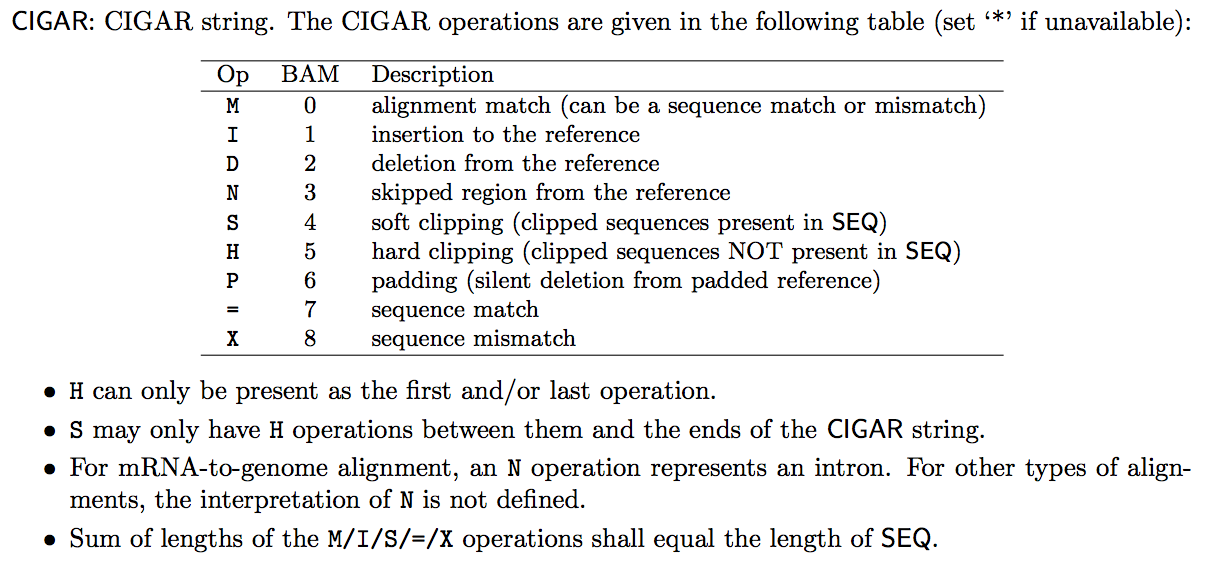 CIGAR: CIGAR string. The CIGAR operations are given in the following table (set ‘*’ if unavailable):
Op BAM Description
M 0 alignment match (can be a sequence match or mismatch)
I 1 insertion to the reference
D 2 deletion from the reference
N 3 skipped region from the reference
S 4 soft clipping (clipped sequences present in SEQ)
H 5 hard clipping (clipped sequences NOT present in SEQ)
P 6 padding (silent deletion from padded reference)
= 7 sequence match
X 8 sequence mismatch
• H can only be present as the first and/or last operation.
• S may only have H operations between them and the ends of the CIGAR string.
• For mRNA-to-genome alignment, an N operation represents an intron. For other types of align-
ments, the interpretation of N is not defined.
• Sum of lengths of the M/I/S/=/X operations shall equal the length of SEQ.